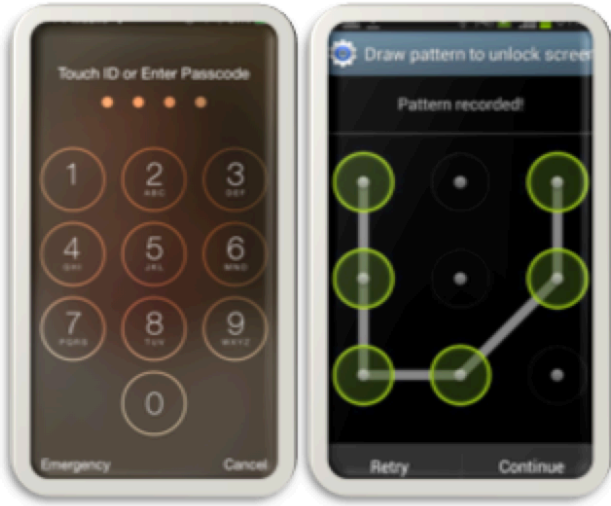 Touch ID or Enter Passcode
1
2
ABC
3
DEF
4
GHI
5
JKL
6
MNO
7
PQRS
8
TUV
9
WXYZ
0
Emergency
Cancel
Draw pattern to unlock screen
Pattern recorded!
Retry
Continue